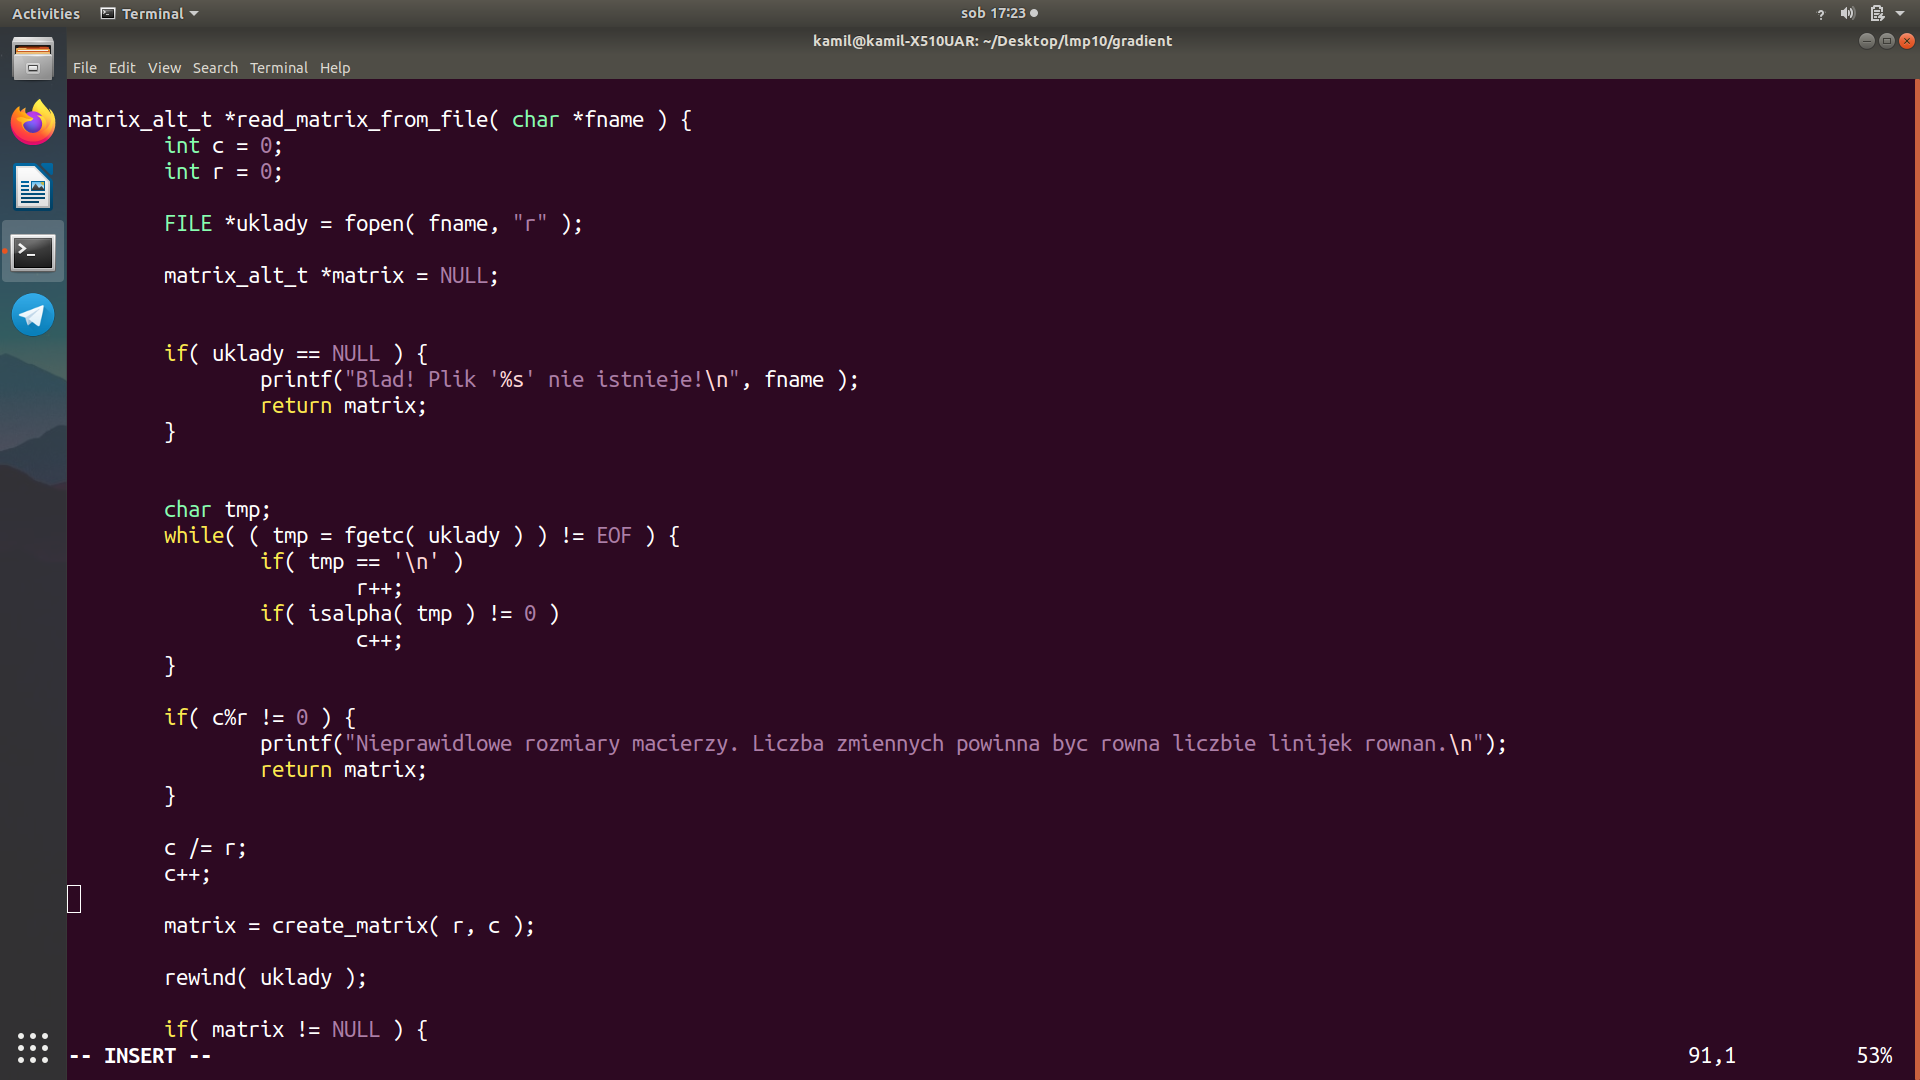 Activities Terminal sob 17:23
kamil@kamil-X510UAR: ~/Desktop/lmp10/gradient
File Edit View Search Terminal Help
matrix_alt_t *read_matrix_from_file( char *fname ) {
int c = 0;
int r = 0;
FILE *uklady = fopen( fname, "r" );
matrix_alt_t *matrix = NULL;
if( uklady == NULL ) {
printf("Blad! Plik '%s' nie istnieje!\n", fname );
return matrix;
}
char tmp;
while( ( tmp = fgetc( uklady ) ) != EOF ) {
if( tmp == '\n' )
r++;
if( isalpha( tmp ) != 0 )
c++;
}
if( c%r != 0 ) {
printf("Nieprawidlowe rozmiary macierzy. Liczba zmiennych powinna byc rowna liczbie linijek rownan.\n");
return matrix;
}
c /= r;
c++;
matrix = create_matrix( r, c );
rewind( uklady );
if( matrix != NULL ) {
-- INSERT -- 91,1 53%